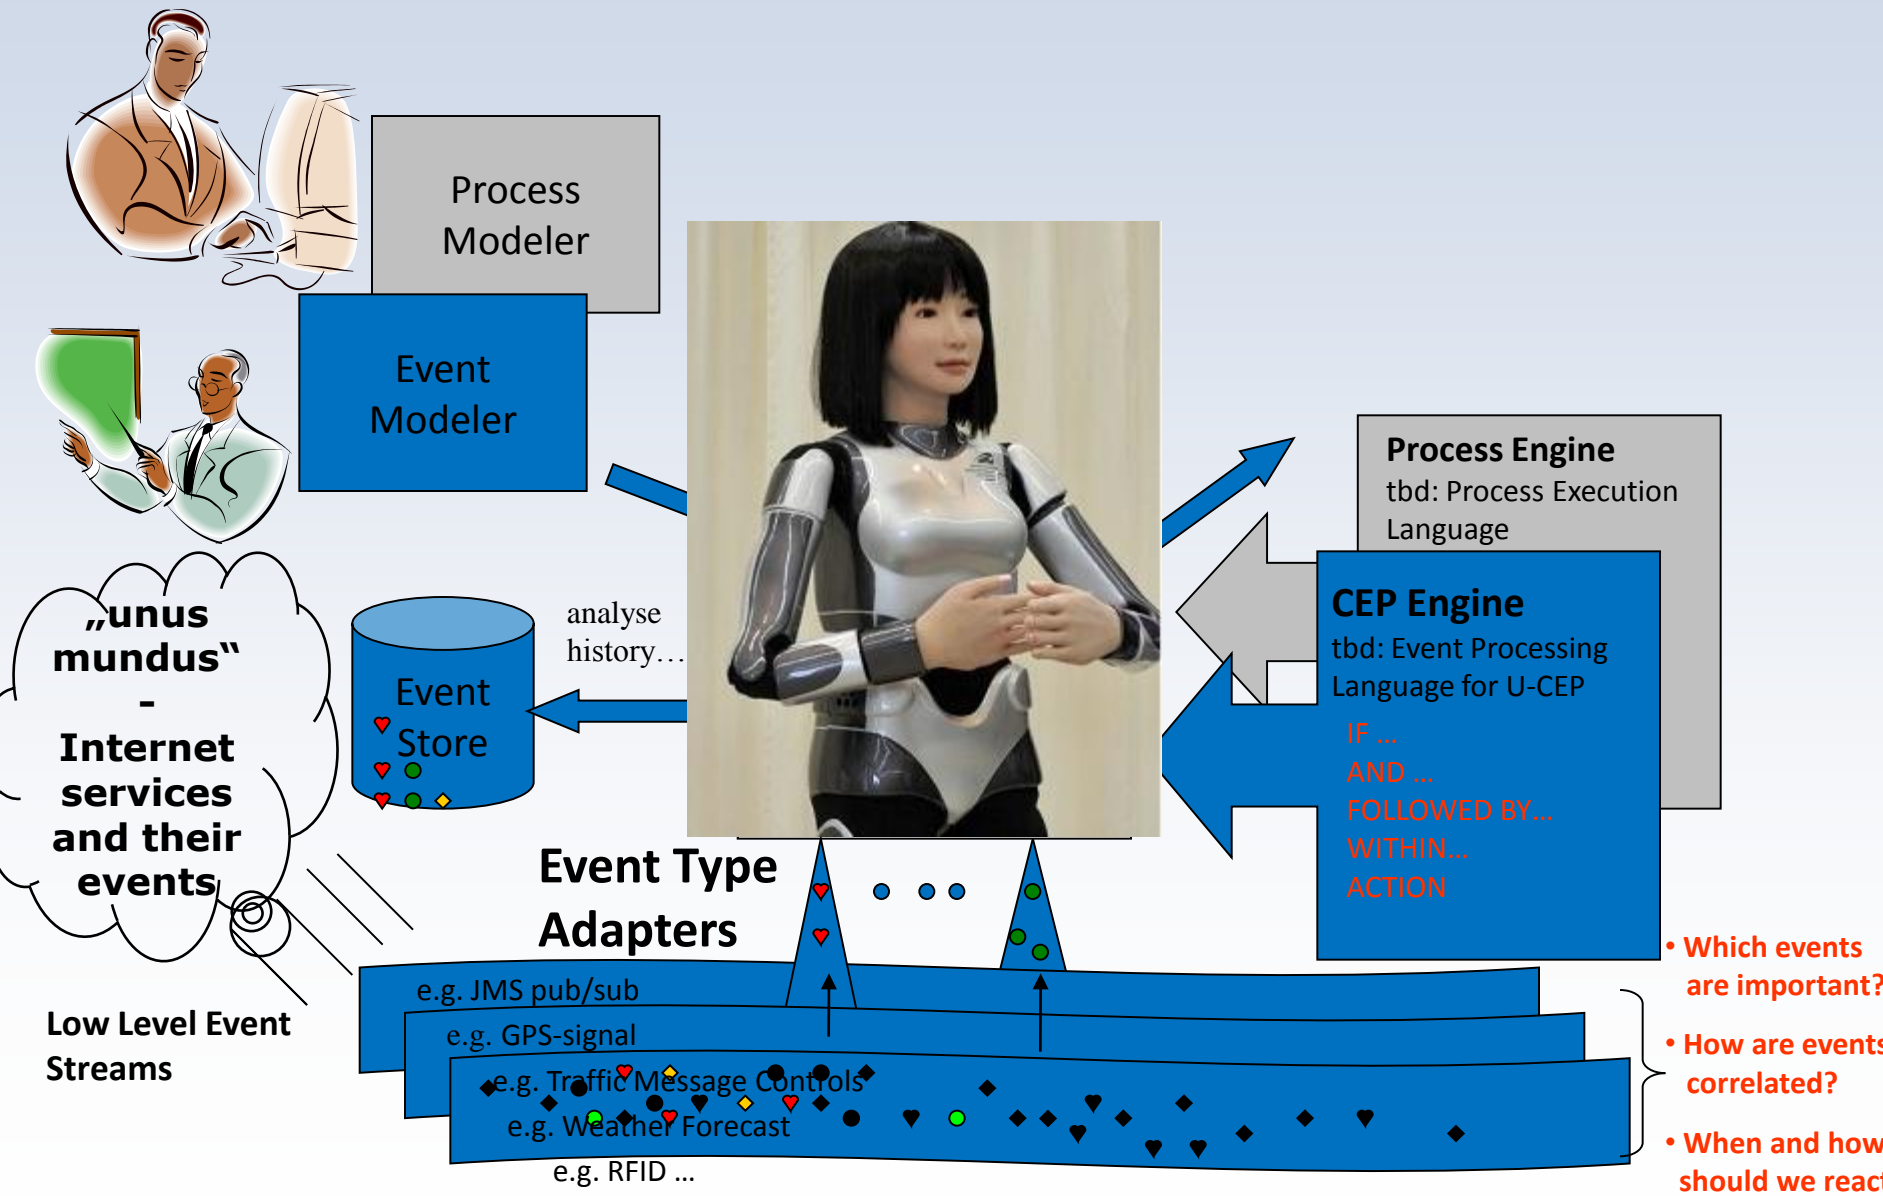 Process
Modeler
Event
Modeler
Process Engine
tbd: Process Execution
Language
CEP Engine
tbd: Event Processing
Language for U-CEP
IF ...
AND ...
FOLLOWED BY...
WITHIN...
ACTION
„unus
mundus“
-
Internet
services
and their
events
analyse
history…
Event
Store
Event Type
Adapters
Low Level Event
Streams
e.g. JMS pub/sub
e.g. GPS-signal
e.g. Traffic Message Controls
e.g. Weather Forecast
e.g. RFID ...
• Which events
are important?
• How are events
correlated?
• When and how
should we react